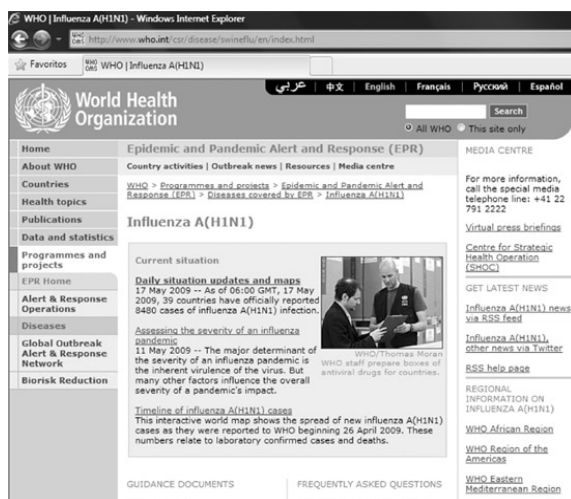 WHO | Influenza A(H1N1) - Windows Internet Explorer
http://www.who.int/csr/disease/swineflu/en/index.html
Favoritos
WHO | Influenza A(H1N1)
عربي
中文
English
Français
Русский
Español
World Health
Organization
Search
All WHO
This site only
Home
About WHO
Countries
Health topics
Publications
Data and statistics
Programmes and
projects
EPR Home
Alert & Response
Operations
Diseases
Global Outbreak
Alert & Response
Network
Biorisk Reduction
Epidemic and Pandemic Alert and Response (EPR)
Country activities | Outbreak news | Resources | Media centre
WHO > Programmes and projects > Epidemic and Pandemic Alert and
Response (EPR) > Diseases covered by EPR > Influenza A(H1N1)
Influenza A(H1N1)
Current situation
Daily situation updates and maps
17 May 2009 -- As of 06:00 GMT, 17 May
2009, 39 countries have officially reported
8480 cases of influenza A(H1N1) infection.
Assessing the severity of an influenza
pandemic
11 May 2009 -- The major determinant of
the severity of an influenza pandemic is
the inherent virulence of the virus. But
many other factors influence the overall
severity of a pandemic's impact.
WHO/Thomas Moran
WHO staff prepare boxes of
antiviral drugs for countries.
Timeline of influenza A(H1N1) cases
This interactive world map shows the spread of new influenza A(H1N1)
cases as they were reported to WHO beginning 26 April 2009. These
numbers relate to laboratory confirmed cases and deaths.
GUIDANCE DOCUMENTS
FREQUENTLY ASKED QUESTIONS
MEDIA CENTRE
For more information,
call the special media
telephone line: +41 22
791 2222
Virtual press briefings
Centre for Strategic
Health Operation
(SHOC)
GET LATEST NEWS
Influenza A(H1N1) news
via RSS feed
Influenza A(H1N1),
other news via Twitter
RSS help page
REGIONAL
INFORMATION ON
INFLUENZA A(H1N1)
WHO African Region
WHO Region of the
Americas
WHO Eastern
Mediterranean Region